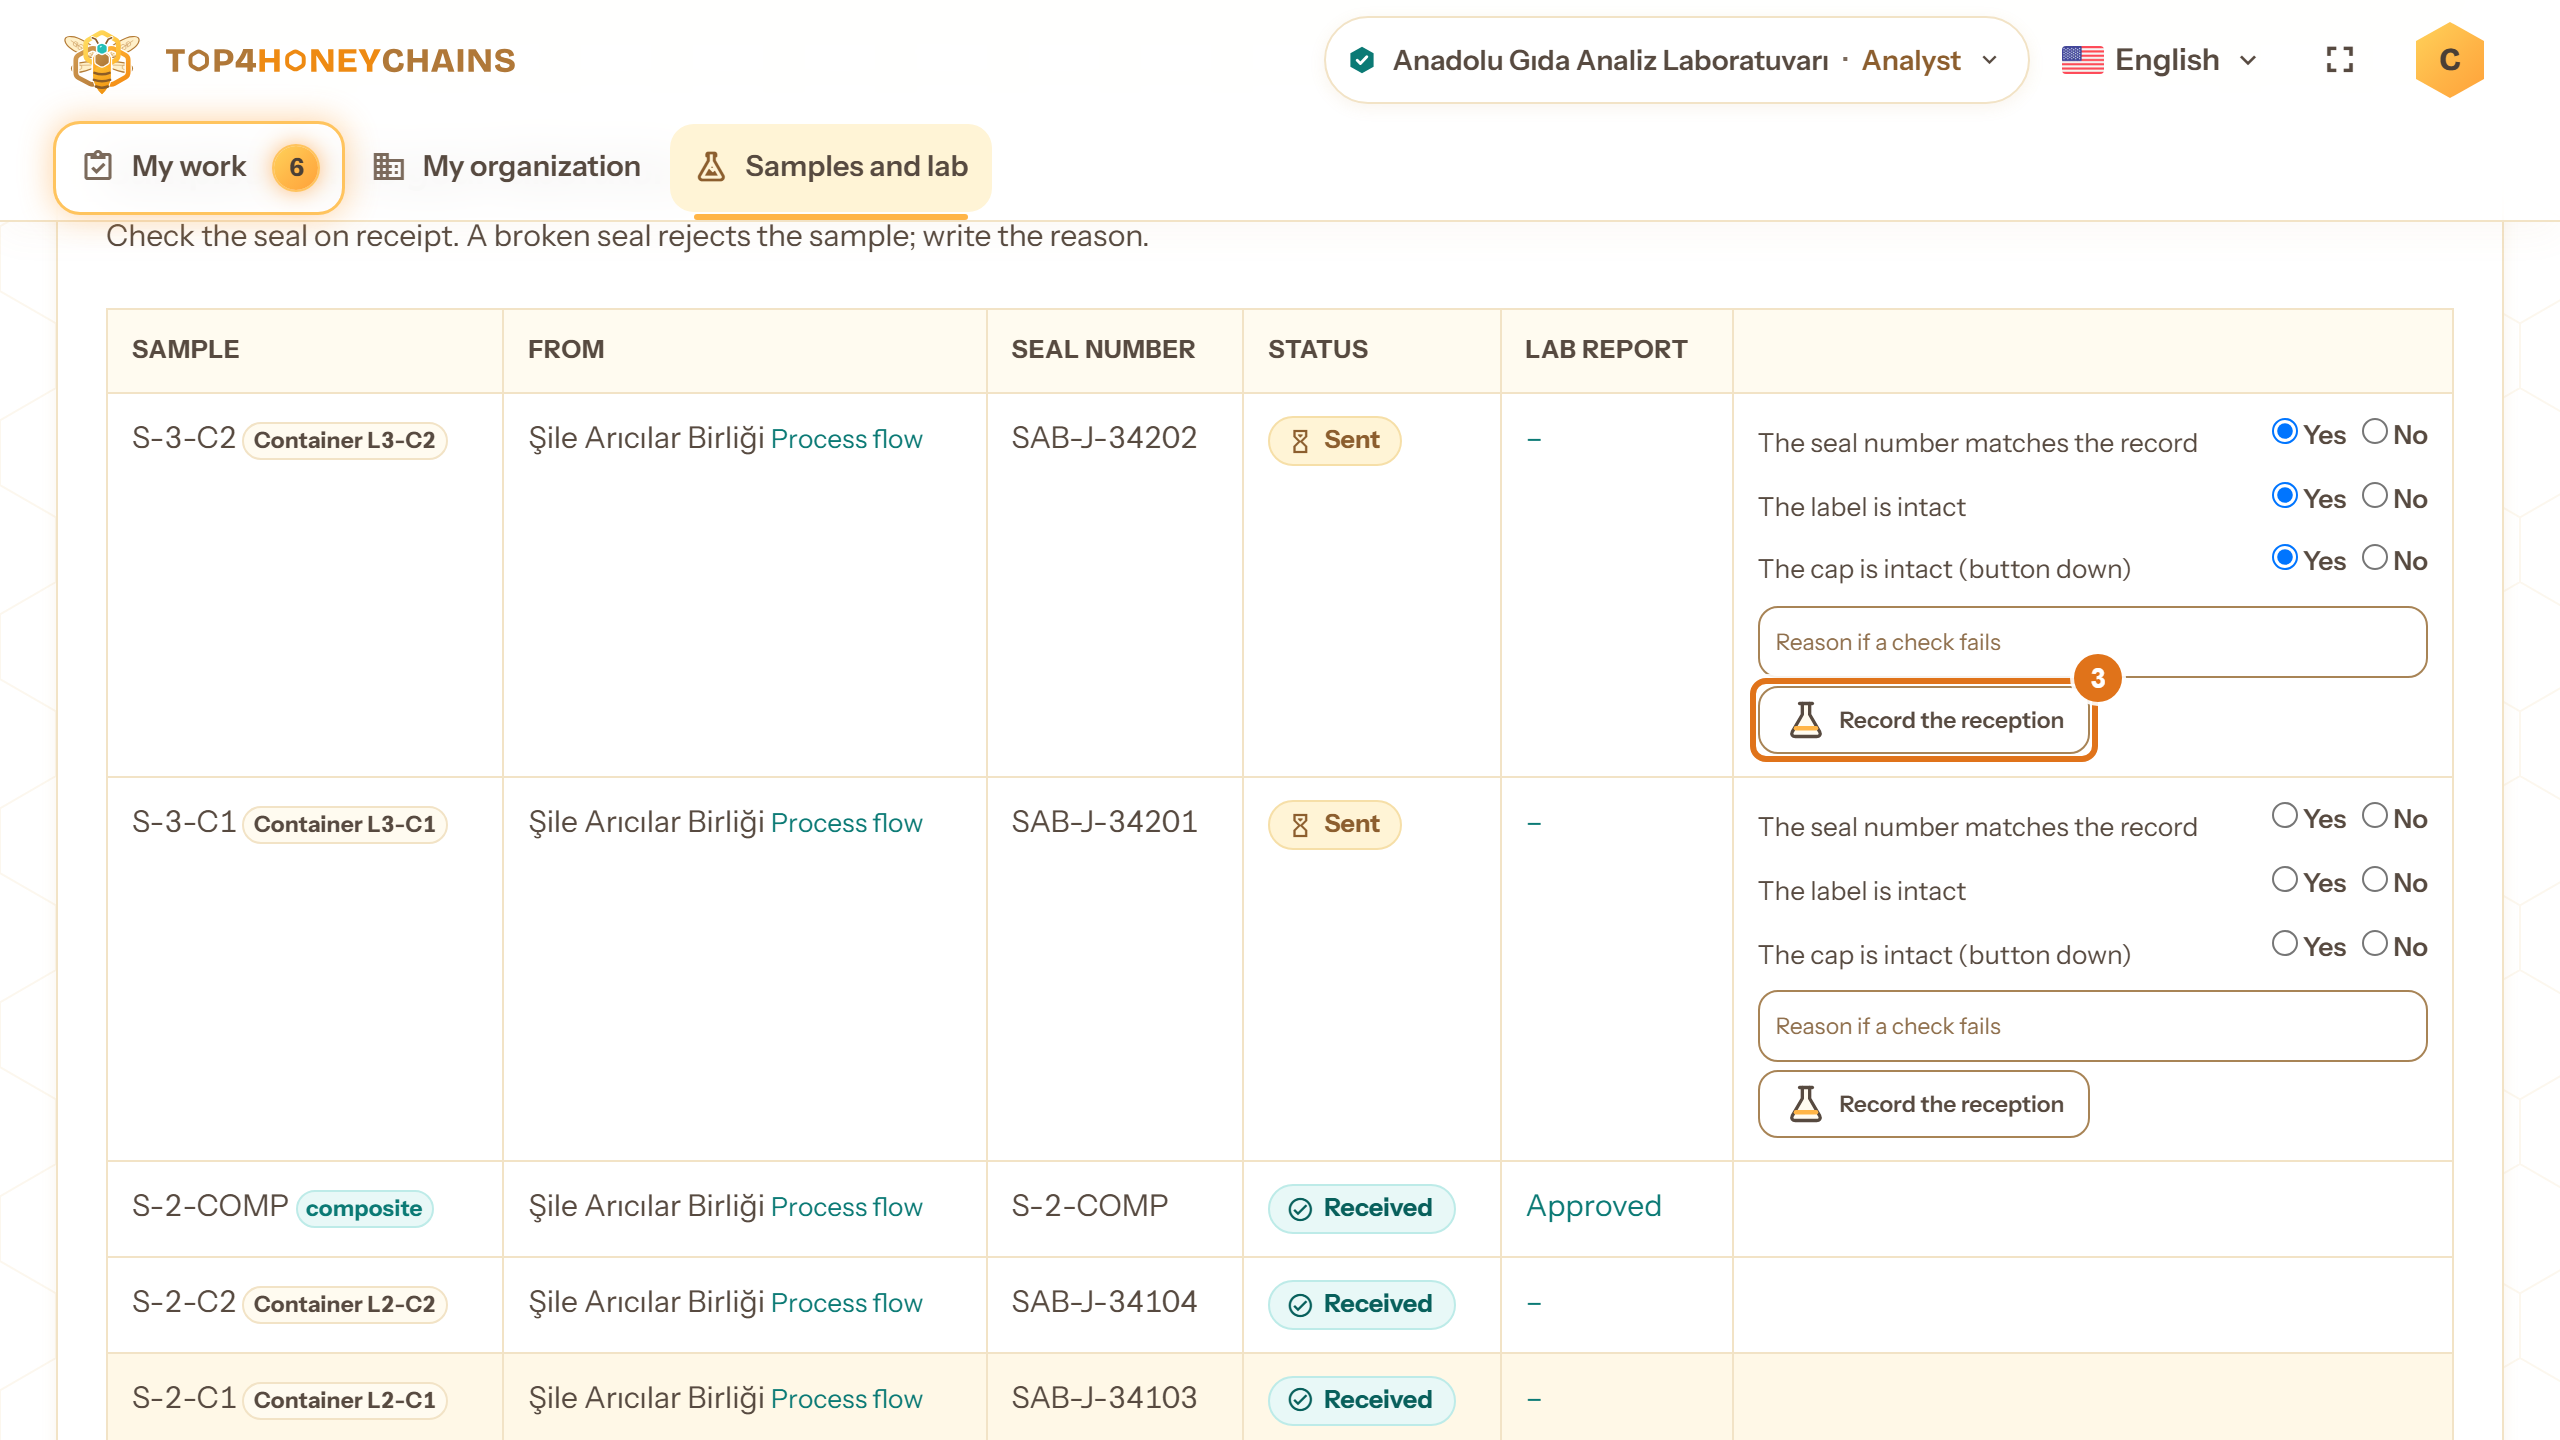 TOP4HONEYCHAINS
Anadolu Gıda Analiz Laboratuvarı · Analyst
English
C
My work 6
My organization
Samples and lab
Check the seal on receipt. A broken seal rejects the sample; write the reason.
SAMPLE FROM SEAL NUMBER STATUS LAB REPORT
S-3-C2 Container L3-C2 Şile Arıcılar Birliği Process flow SAB-J-34202 Sent –
The seal number matches the record Yes No
The label is intact Yes No
The cap is intact (button down) Yes No
Reason if a check fails
3
Record the reception
S-3-C1 Container L3-C1 Şile Arıcılar Birliği Process flow SAB-J-34201 Sent –
The seal number matches the record Yes No
The label is intact Yes No
The cap is intact (button down) Yes No
Reason if a check fails
Record the reception
S-2-COMP composite Şile Arıcılar Birliği Process flow S-2-COMP Received Approved
S-2-C2 Container L2-C2 Şile Arıcılar Birliği Process flow SAB-J-34104 Received –
S-2-C1 Container L2-C1 Şile Arıcılar Birliği Process flow SAB-J-34103 Received –